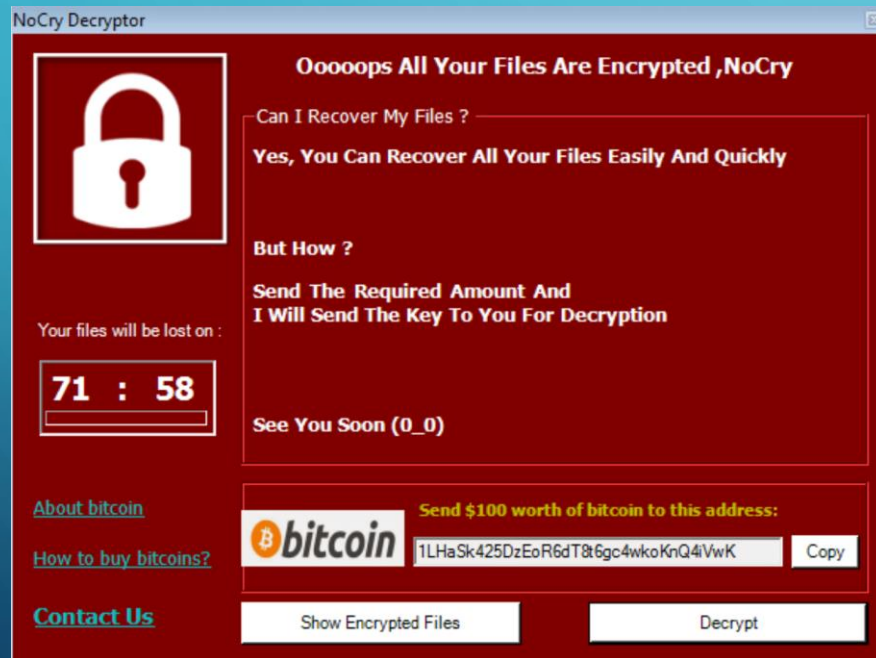 NoCry Decryptor
Ooooops All Your Files Are Encrypted ,NoCry
Can I Recover My Files ?
Yes, You Can Recover All Your Files Easily And Quickly
But How ?
Send The Required Amount And
I Will Send The Key To You For Decryption
See You Soon (0_0)
Your files will be lost on :
71 : 58
About bitcoin
How to buy bitcoins?
Contact Us
bitcoin
Send $100 worth of bitcoin to this address:
1LHaSk425DzEoR6dT8t6gc4wkoKnQ4iVwK
Copy
Show Encrypted Files
Decrypt